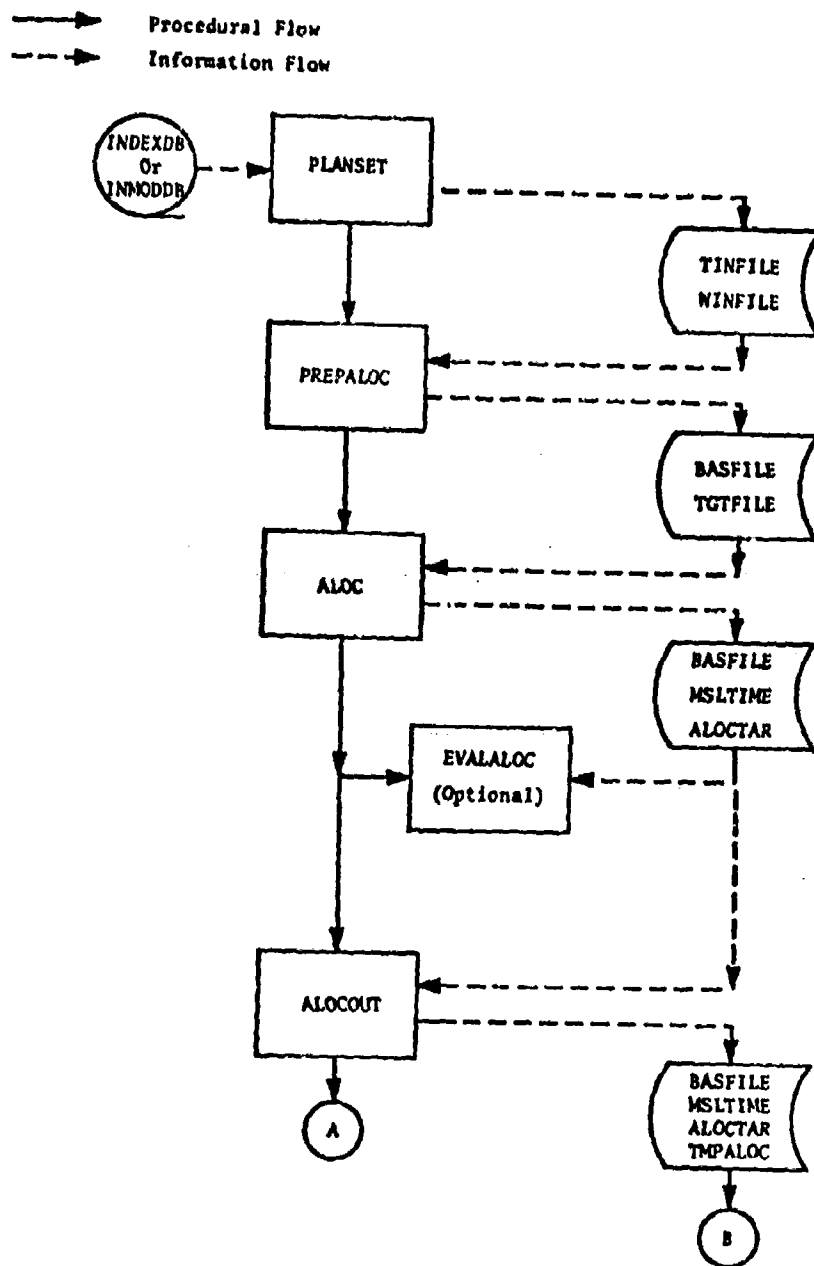 Procedural Flow
Information Flow
INDEXDB
Or
INMODDB
PLANSET
TINFILE
WINFILE
PREPALOC
BASFILE
TGTFILE
ALOC
BASFILE
MSLTIME
ALOCTAR
EVALALOC
(Optional)
ALOCOUT
BASFILE
MSLTIME
ALOCTAR
TMPALOC
A
B